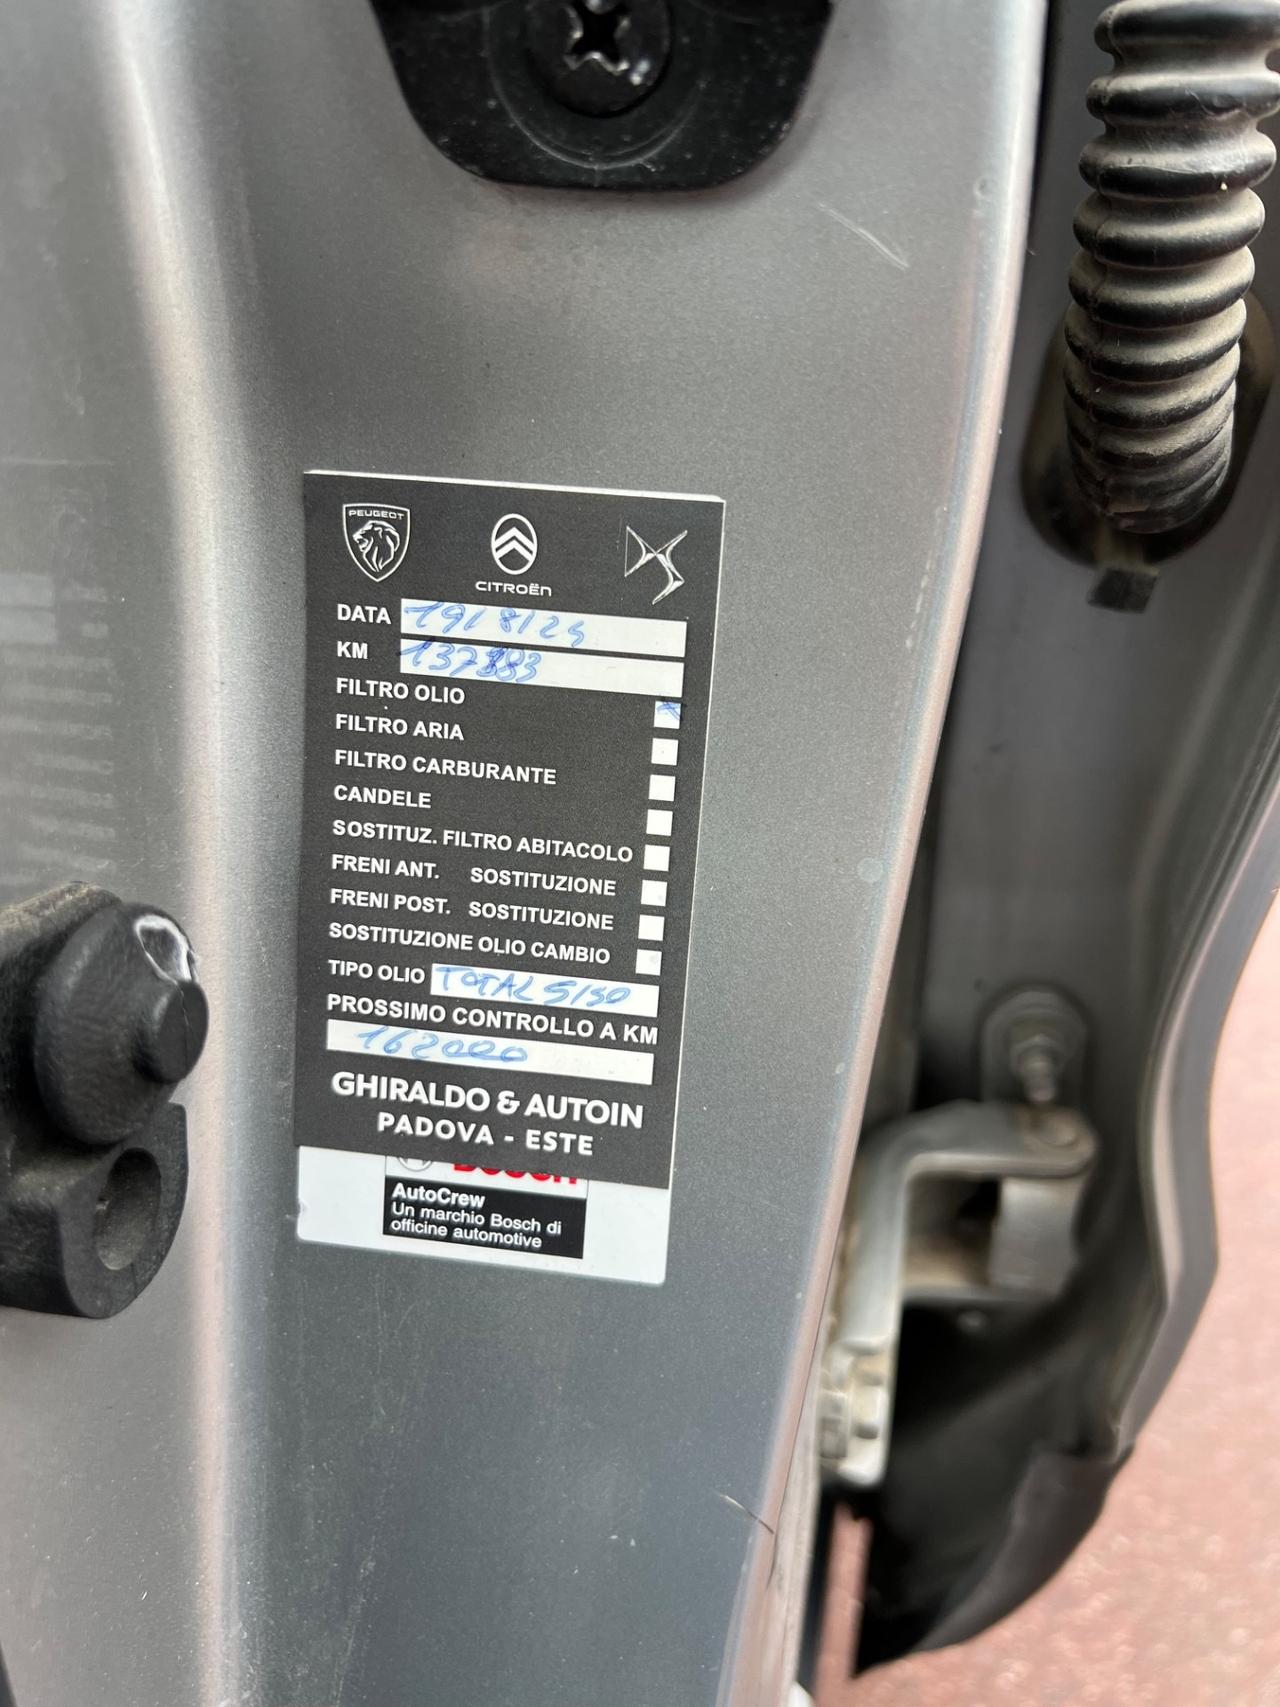 PEUGEOT
CITROËN
DS
DATA 19/8/24
KM 137883
FILTRO OLIO X
FILTRO ARIA
FILTRO CARBURANTE
CANDELE
SOSTITUZ. FILTRO ABITACOLO
FRENI ANT. SOSTITUZIONE
FRENI POST. SOSTITUZIONE
SOSTITUZIONE OLIO CAMBIO
TIPO OLIO TOTAL 5/30
PROSSIMO CONTROLLO A KM
162000
GHIRALDO & AUTOIN
PADOVA - ESTE
BOSCH
AutoCrew
Un marchio Bosch di
officine automotive